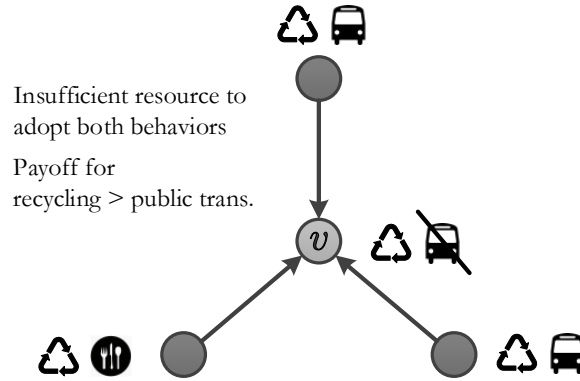 Insufficient resource to
adopt both behaviors
Payoff for
recycling > public trans.
v